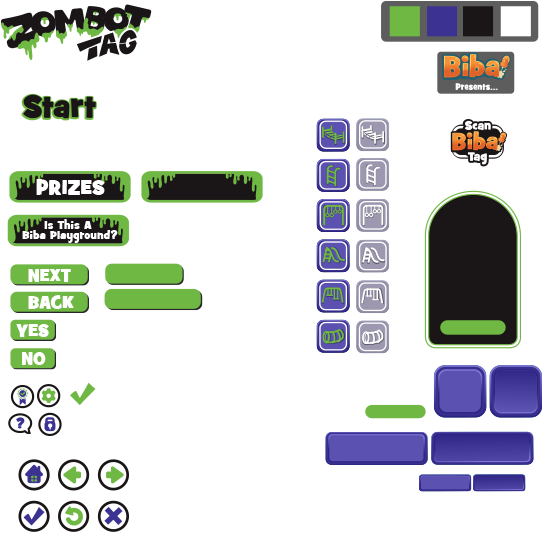 ZOMBOT
TAG
Biba!
Presents...
Start
Scan
Biba!
Tag
PRIZES
Is This A
Biba Playground?
NEXT
BACK
YES
NO
?